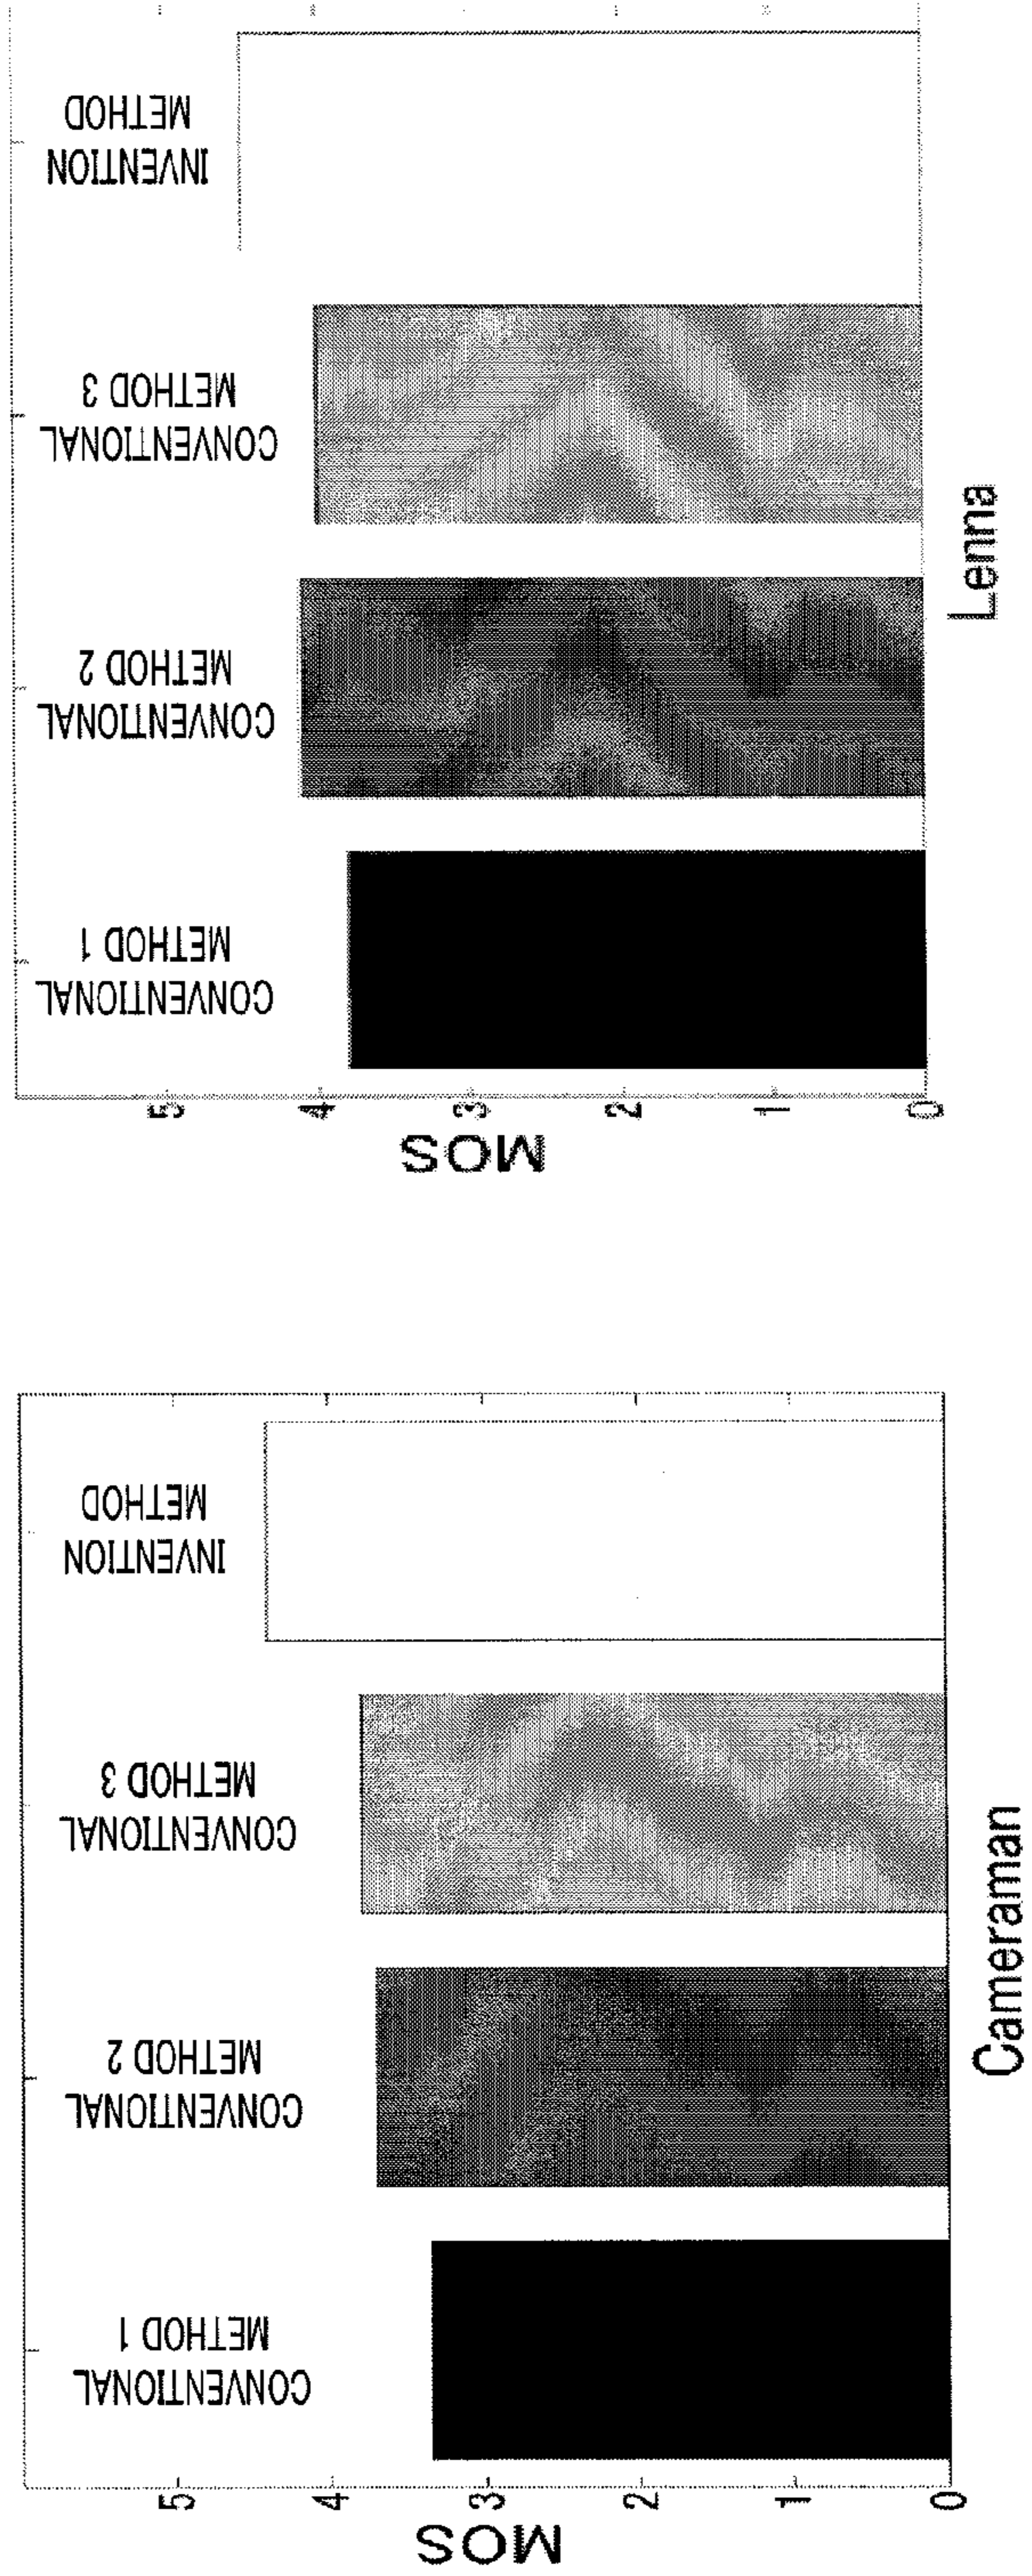 MOS
5
4
3
2
1
0
CONVENTIONAL
METHOD 1
CONVENTIONAL
METHOD 2
CONVENTIONAL
METHOD 3
INVENTION
METHOD
Cameraman
MOS
5
4
3
2
1
0
CONVENTIONAL
METHOD 1
CONVENTIONAL
METHOD 2
CONVENTIONAL
METHOD 3
INVENTION
METHOD
Lenna